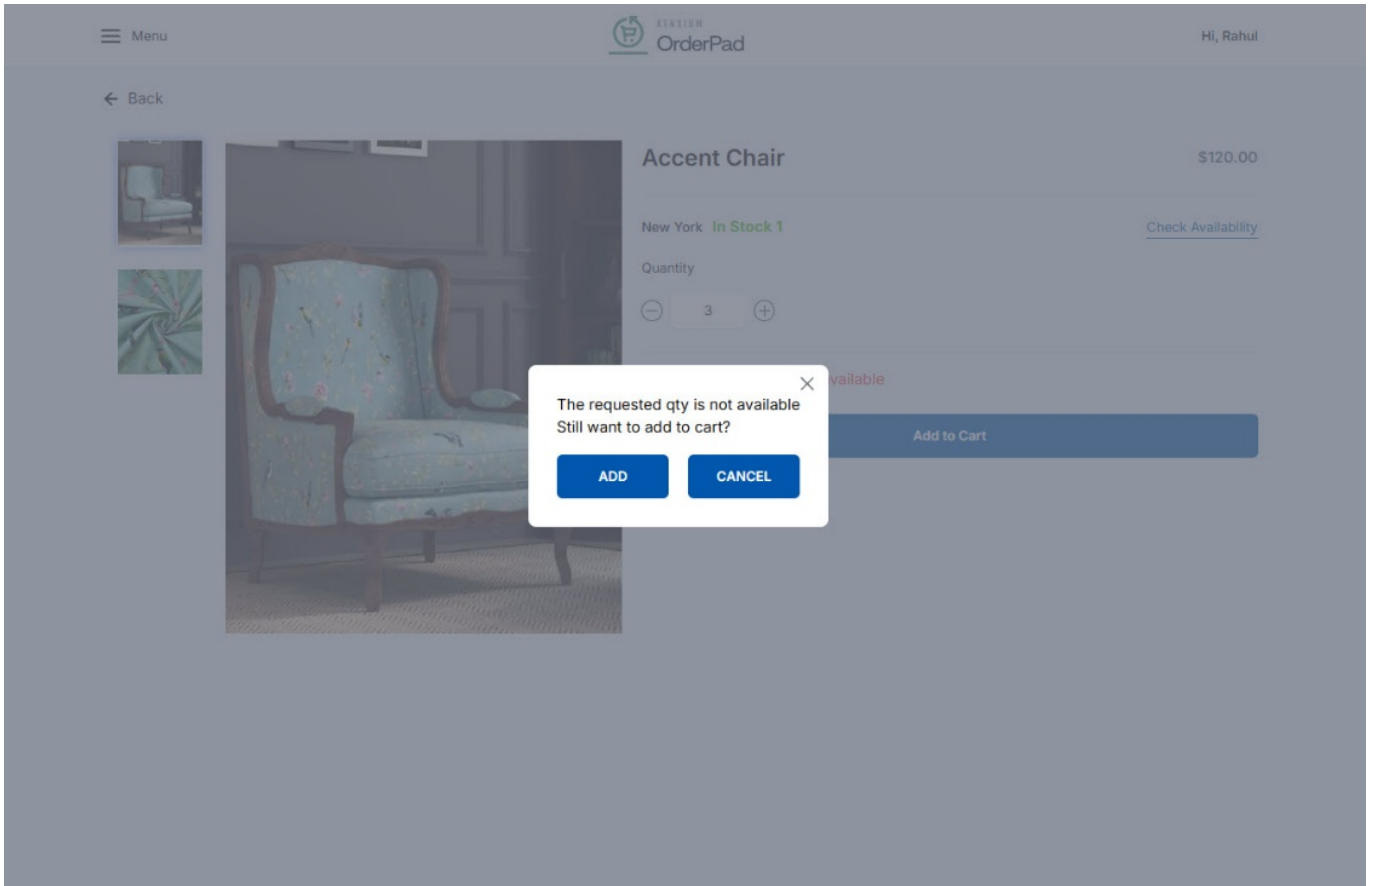 Menu
KENSIUM
OrderPad
Hi, Rahul
Back
Accent Chair
$120.00
New York In Stock 1
Check Availability
Quantity
3
vailable
The requested qty is not available
Still want to add to cart?
Add to Cart
ADD
CANCEL